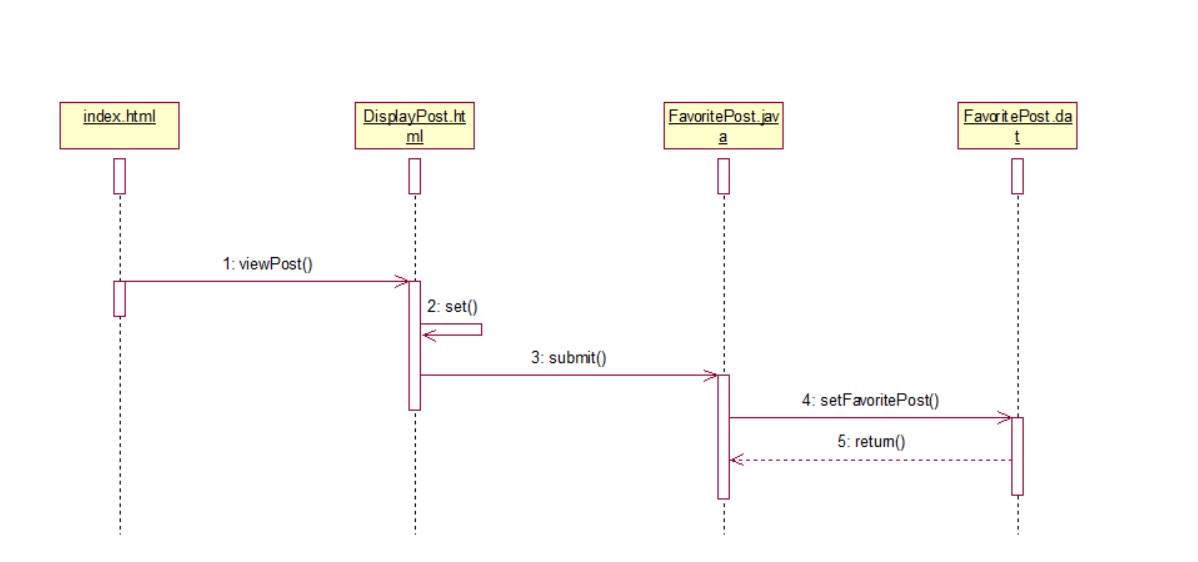 index.html
DisplayPost.ht
ml
FavoritePost.jav
a
FavoritePost.da
t
1: viewPost()
2: set()
3: submit()
4: setFavoritePost()
5: return()